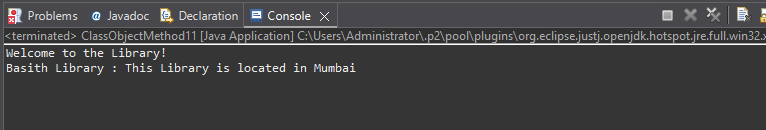 Problems @ Javadoc Declaration Console
<terminated> ClassObjectMethod11 [Java Application] C:\Users\Administrator\.p2\pool\plugins\org.eclipse.justj.openjdk.hotspot.jre.full.win32.x
Welcome to the Library!
Basith Library : This Library is located in Mumbai